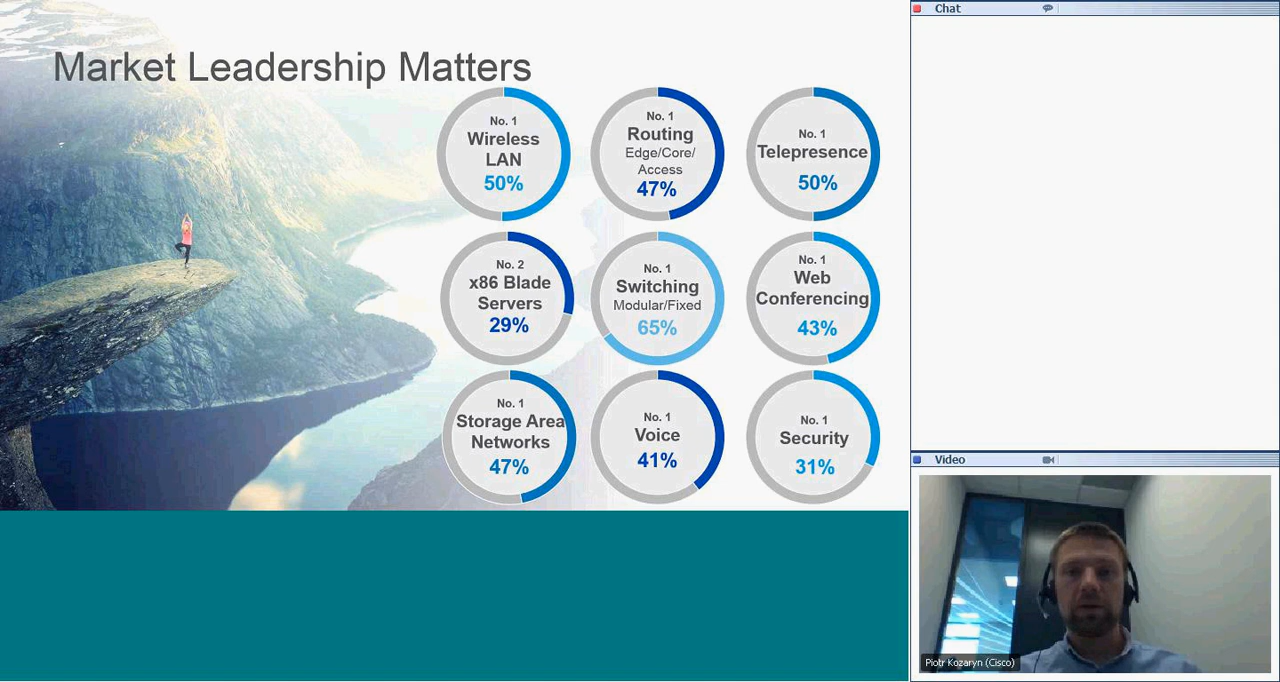 Market Leadership Matters
No. 1
Wireless
LAN
50%
No. 1
Routing
Edge/Core/
Access
47%
No. 1
Telepresence
50%
No. 2
x86 Blade
Servers
29%
No. 1
Switching
Modular/Fixed
65%
No. 1
Web
Conferencing
43%
No. 1
Storage Area
Networks
47%
No. 1
Voice
41%
No. 1
Security
31%
Chat
Video
Piotr Kozaryn (Cisco)